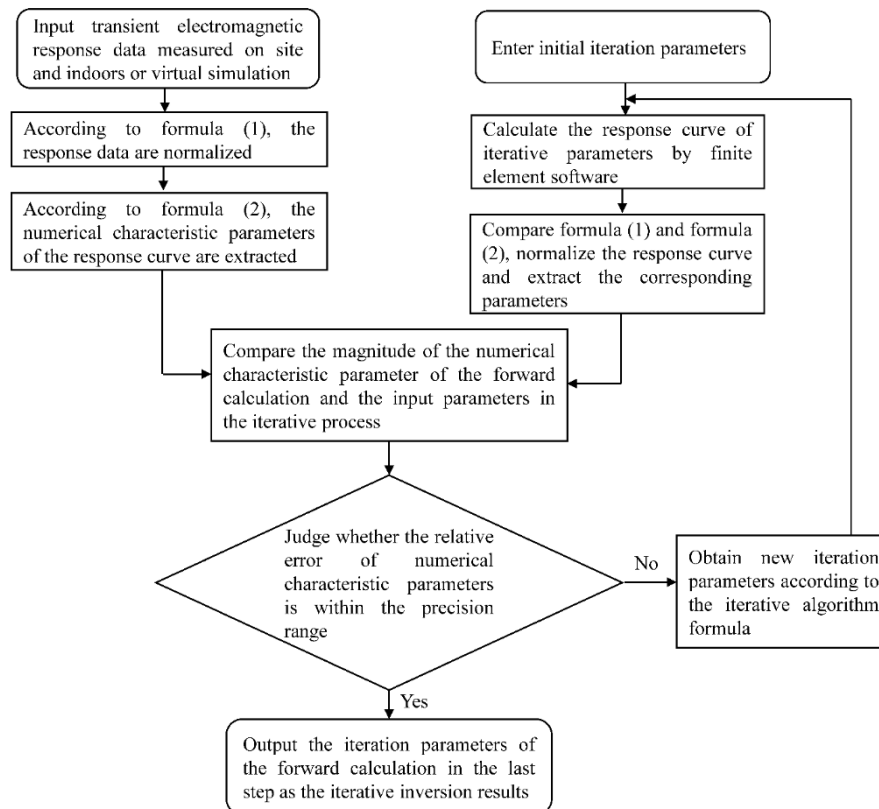 Input transient electromagnetic
response data measured on site
and indoors or virtual simulation
According to formula (1), the
response data are normalized
According to formula (2), the
numerical characteristic parameters
of the response curve are extracted
Enter initial iteration parameters
Calculate the response curve of
iterative parameters by finite
element software
Compare formula (1) and formula
(2), normalize the response curve
and extract the corresponding
parameters
Compare the magnitude of the numerical
characteristic parameter of the forward
calculation and the input parameters in
the iterative process
Judge whether the relative
error of numerical
characteristic parameters
is within the precision
range
No
Obtain new iteration
parameters according to
the iterative algorithm
formula
Yes
Output the iteration parameters of
the forward calculation in the last
step as the iterative inversion results